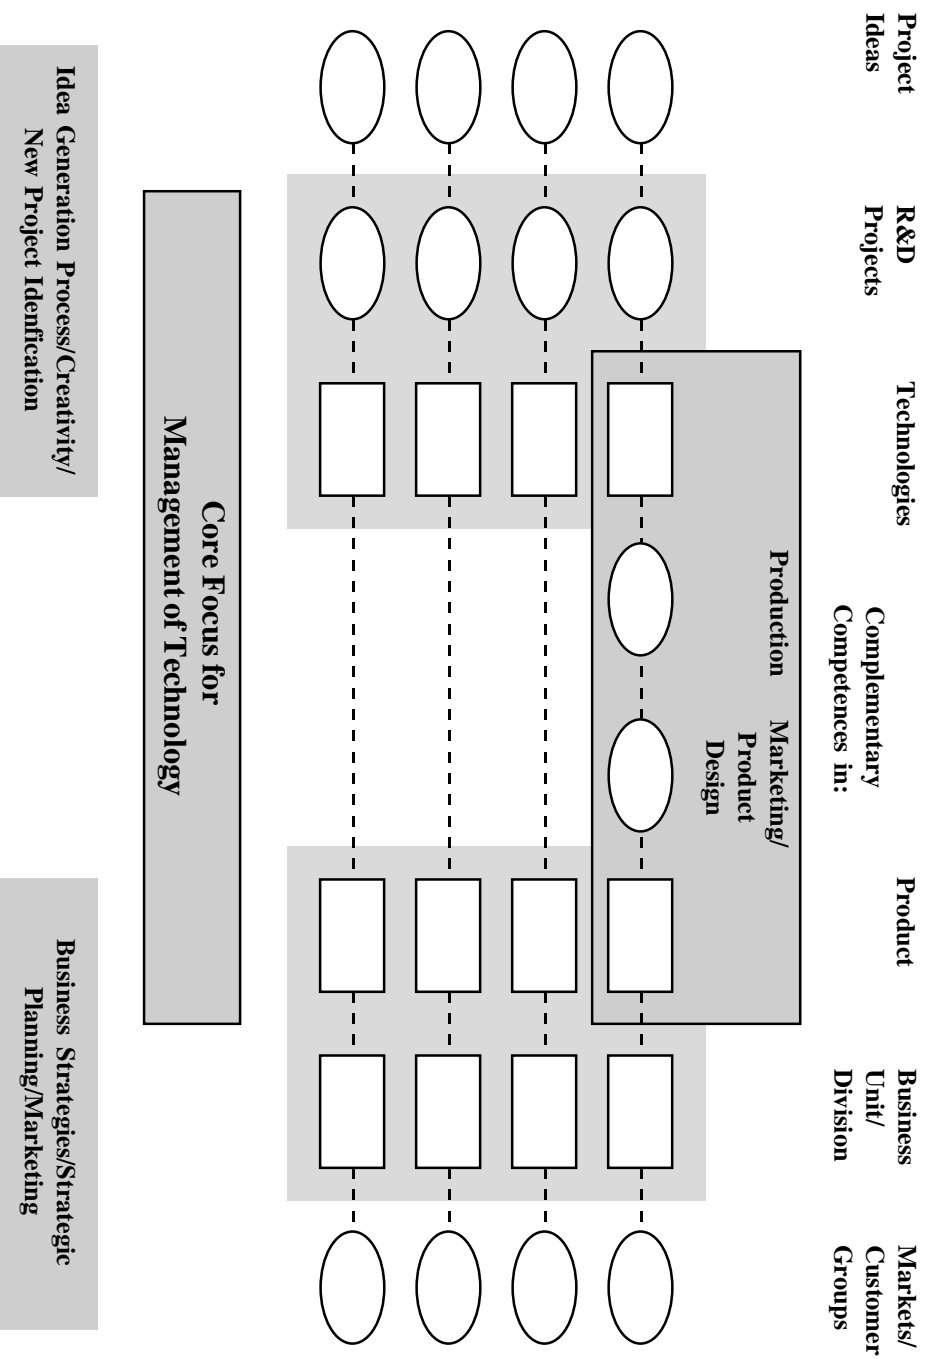 Project
Ideas
R&D
Projects
Technologies
Complementary
Competences in:
Product
Business
Unit/
Division
Markets/
Customer
Groups
Production
Marketing/
Product
Design
Core Focus for
Management of Technology
Idea Generation Process/Creativity/
New Project Idenfication
Business Strategies/Strategic
Planning/Marketing